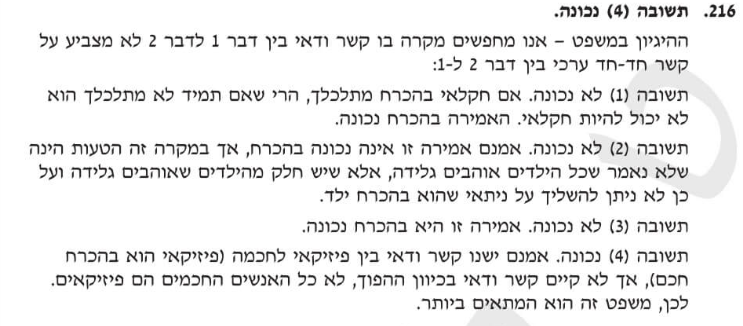 216. תשובה (4) נכונה.
ההיגיון במשפט – אנו מחפשים מקרה בו קשר ודאי בין דבר 1 לדבר 2 לא מצביע על
קשר חד-חד ערכי בין דבר 2 ל-1:
תשובה (1) לא נכונה. אם חקלאי בהכרח מתלכלך, הרי שאם תמיד לא מתלכלך הוא
לא יכול להיות חקלאי. האמירה בהכרח נכונה.
תשובה (2) לא נכונה. אמנם אמירה זו אינה נכונה בהכרח, אך במקרה זה הטעות הינה
שלא נאמר שכל הילדים אוהבים גלידה, אלא שיש חלק מהילדים שאוהבים גלידה ועל
כן לא ניתן להשליך על ניתאי שהוא בהכרח ילד.
תשובה (3) לא נכונה. אמירה זו היא בהכרח נכונה.
תשובה (4) נכונה. אמנם ישנו קשר ודאי בין פיזיקאי לחכמה (פיזיקאי הוא בהכרח
חכם), אך לא קיים קשר ודאי בכיוון ההפוך, לא כל האנשים החכמים הם פיזיקאים.
לכן, משפט זה הוא המתאים ביותר.